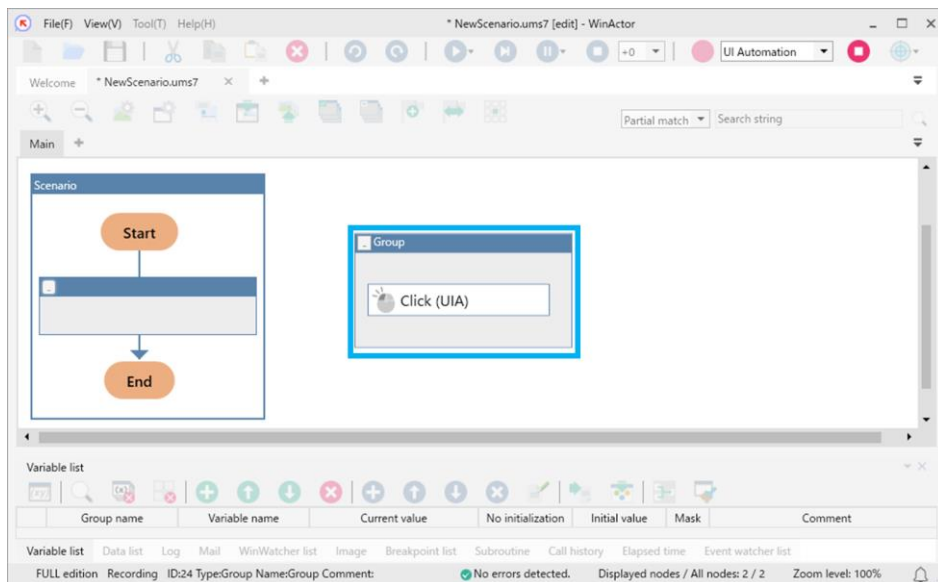 File(F) View(V) Tool(T) Help(H) * NewScenario.ums7 [edit] - WinActor
+0 UI Automation
Welcome * NewScenario.ums7
Partial match Search string
Main
Scenario
Start
Group
Click (UIA)
End
Variable list
Group name Variable name Current value No initialization Initial value Mask Comment
Variable list Data list Log Mail WinWatcher list Image Breakpoint list Subroutine Call history Elapsed time Event watcher list
FULL edition Recording ID:24 Type:Group Name:Group Comment: No errors detected. Displayed nodes / All nodes: 2 / 2 Zoom level: 100%